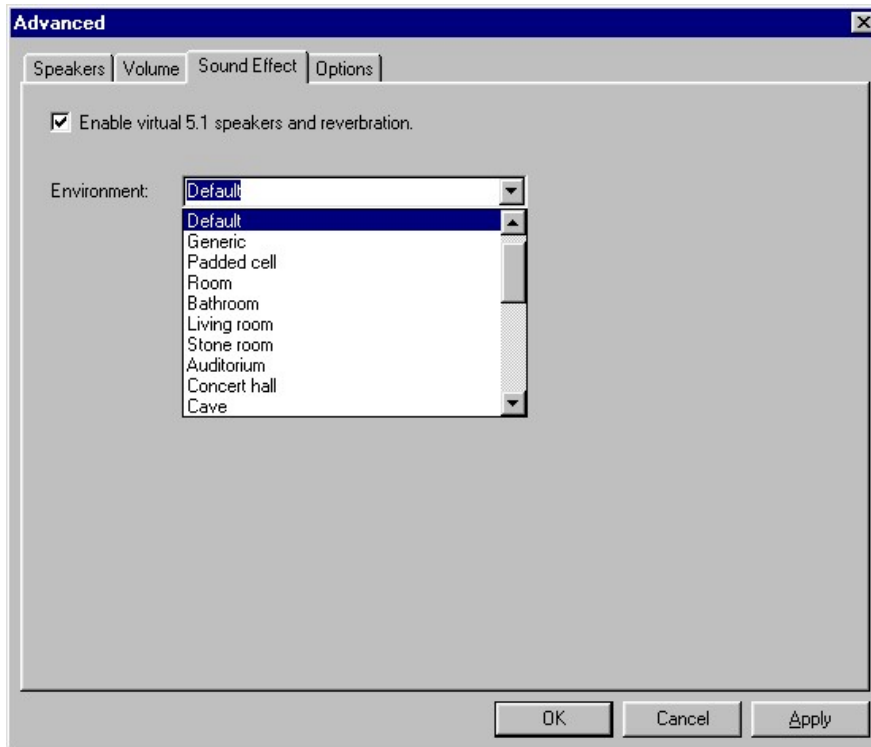 Advanced
Speakers Volume Sound Effect Options
Enable virtual 5.1 speakers and reverbration.
Environment: Default
Default
Generic
Padded cell
Room
Bathroom
Living room
Stone room
Auditorium
Concert hall
Cave
OK Cancel Apply